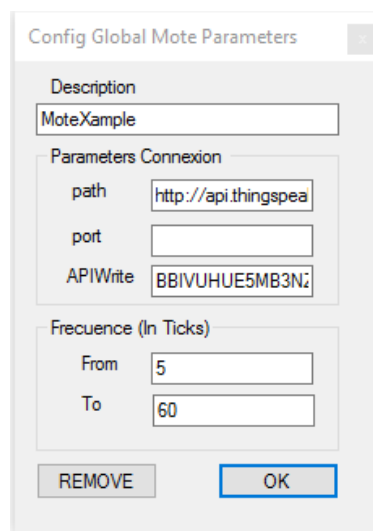 Config Global Mote Parameters x
Description
MoteXample
Parameters Connexion
path http://api.thingspea
port
APIWrite BBIVUHUE5MB3NZ
Frecuence (In Ticks)
From 5
To 60
REMOVE OK